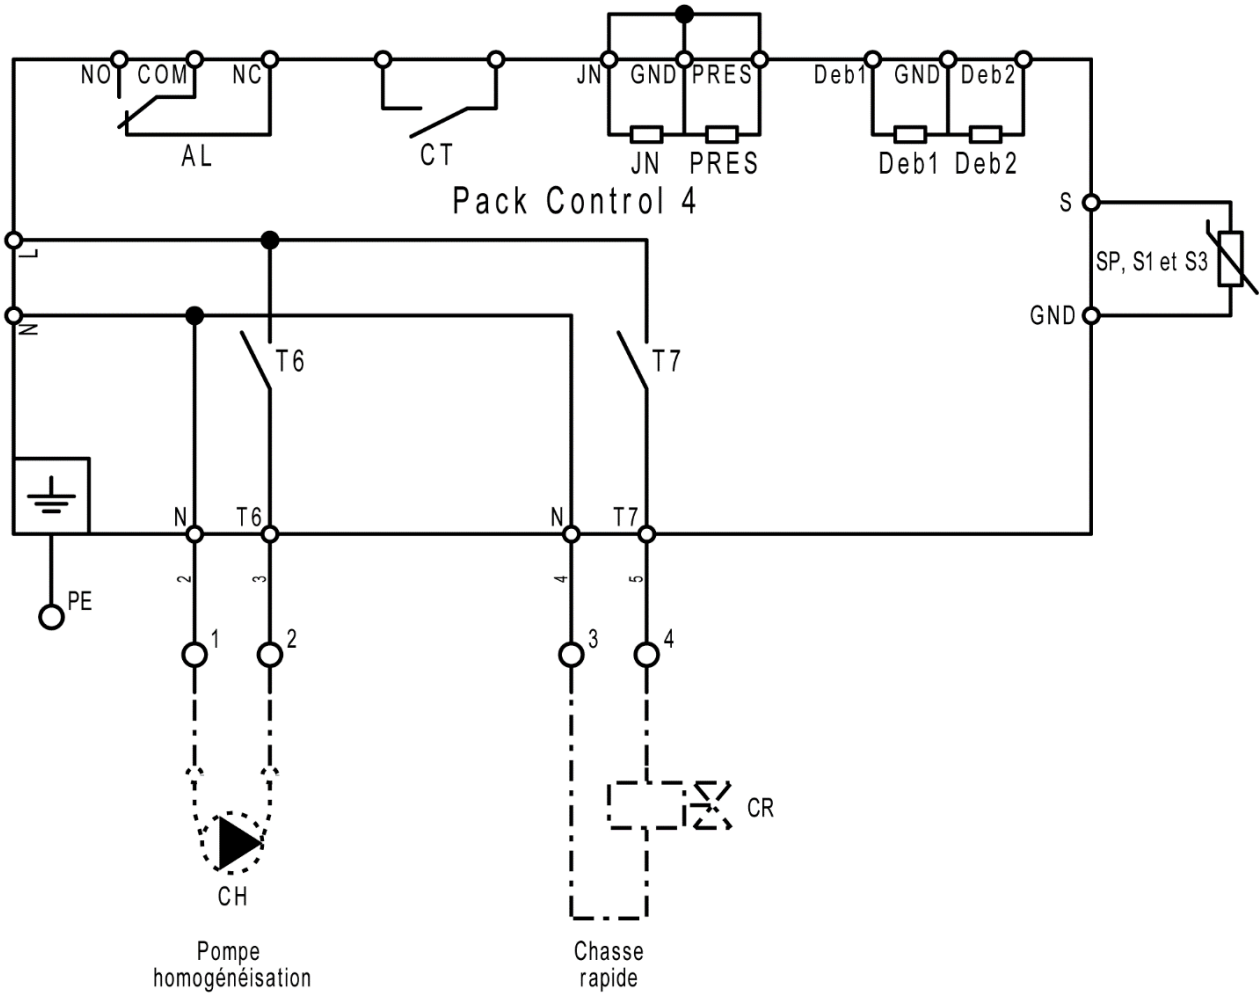 NO COM NC JN GND PRES Deb1 GND Deb2
AL CT JN PRES Deb1 Deb2
Pack Control 4
S
L
SP, S1 et S3
N
GND
T6 T7
N T6 N T7
2 3 4 5
PE
1 2 3 4
CR
CH
Pompe
homogénéisation
Chasse
rapide